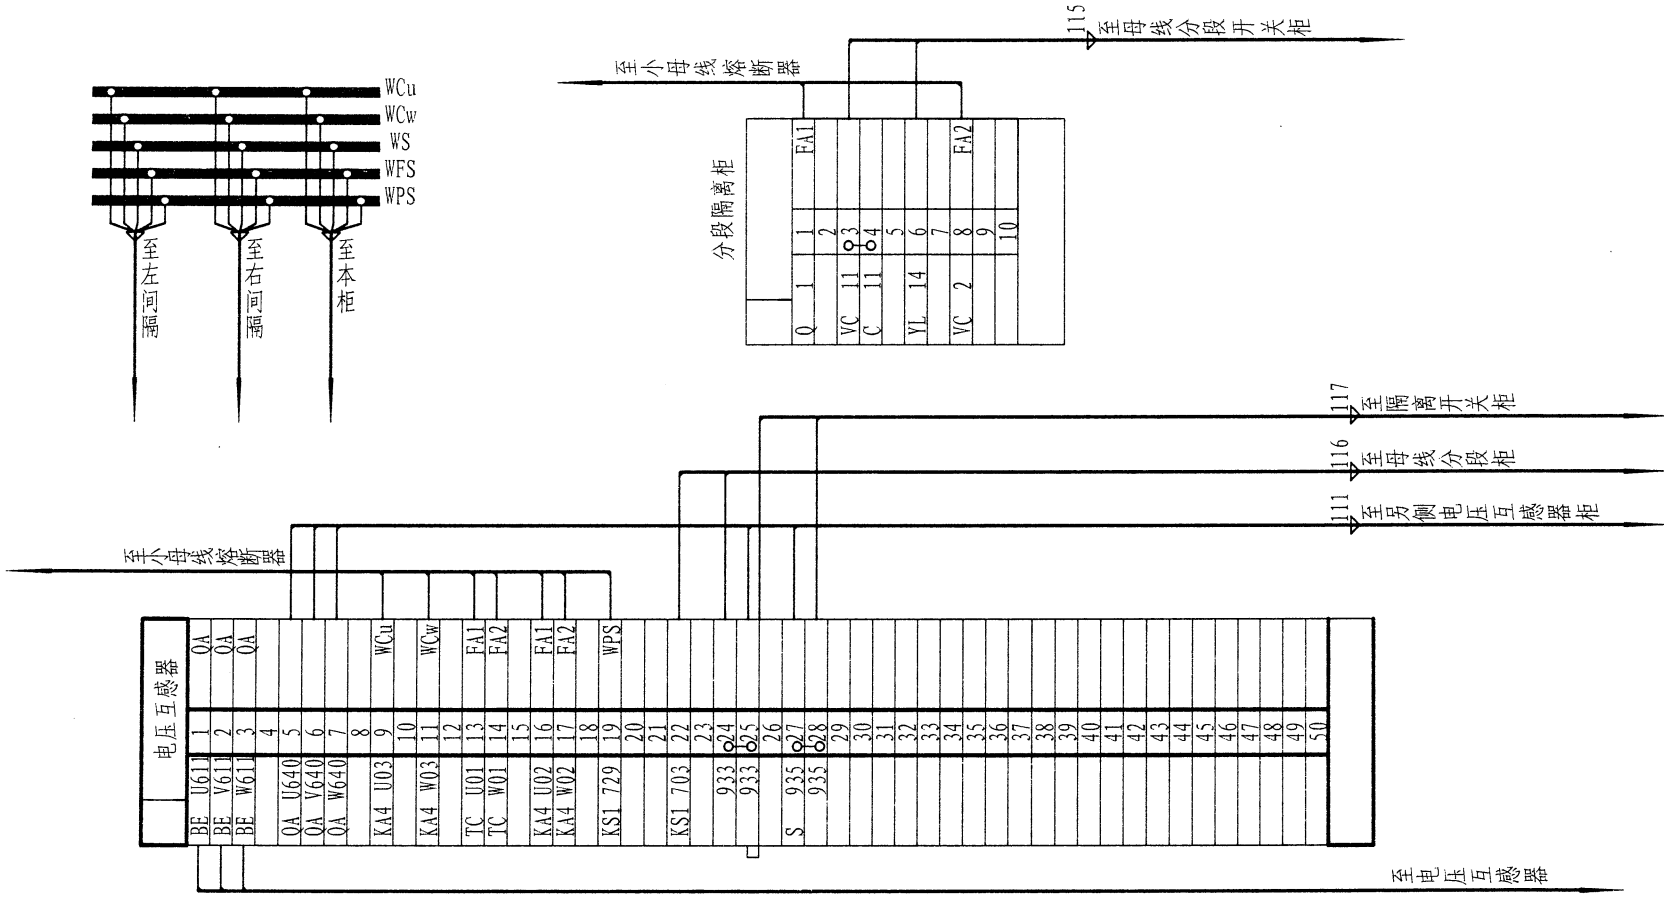 WCu
WCw
WS
WFS
WPS
至左间隔
至右间隔
至本柜
115
至母线分段开关柜
至小母线熔断器
分段隔离柜
Q 1 1 FA1
2
VC 11 3
C 11 4
5
YL 14 6
7
VC 2 8 FA2
9
10
117
至隔离开关柜
116
至母线分段柜
111
至另侧电压互感器柜
至小母线熔断器
电压互感器
BE U611 1 QA
BE V611 2 QA
BE W611 3 QA
4
QA U640 5
QA V640 6
QA W640 7
8
KA4 U03 9 WCu
10
KA4 W03 11 WCw
12
TC U01 13 FA1
TC W01 14 FA2
15
KA4 U02 16 FA1
KA4 W02 17 FA2
18
KS1 729 19 WPS
20
21
KS1 703 22
23
933 24
933 25
26
S 935 27
935 28
29
30
31
32
33
34
35
36
37
38
39
40
41
42
43
44
45
46
47
48
49
50
至电压互感器